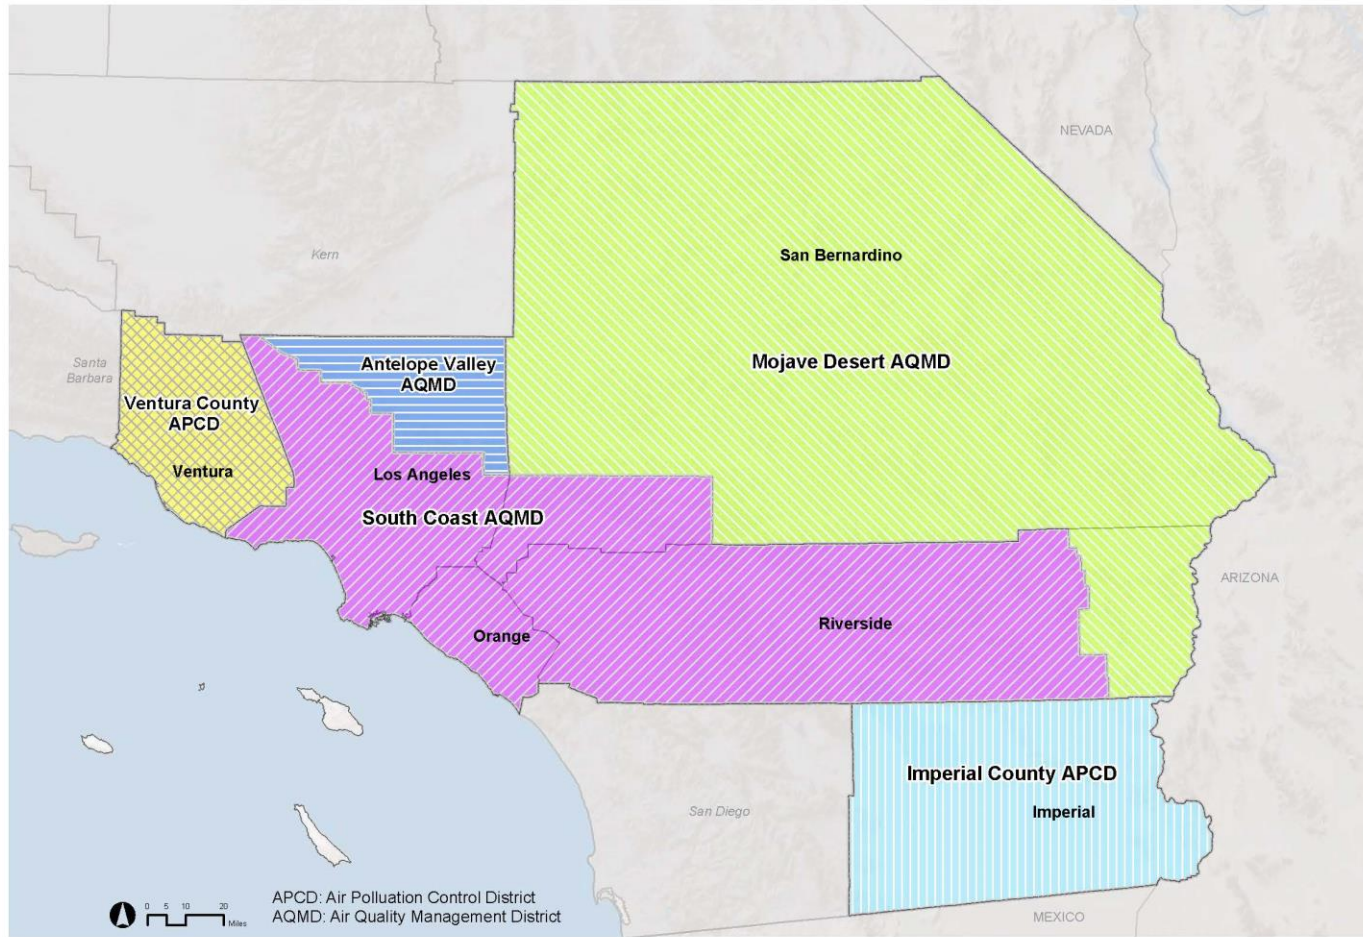 NEVADA
Kern
San Bernardino
Santa
Barbara
Antelope Valley
AQMD
Mojave Desert AQMD
Ventura County
APCD
Ventura
Los Angeles
South Coast AQMD
ARIZONA
Riverside
Orange
Imperial County APCD
Imperial
San Diego
MEXICO
0 5 10 20
Miles
APCD: Air Polluation Control District
AQMD: Air Quality Management District